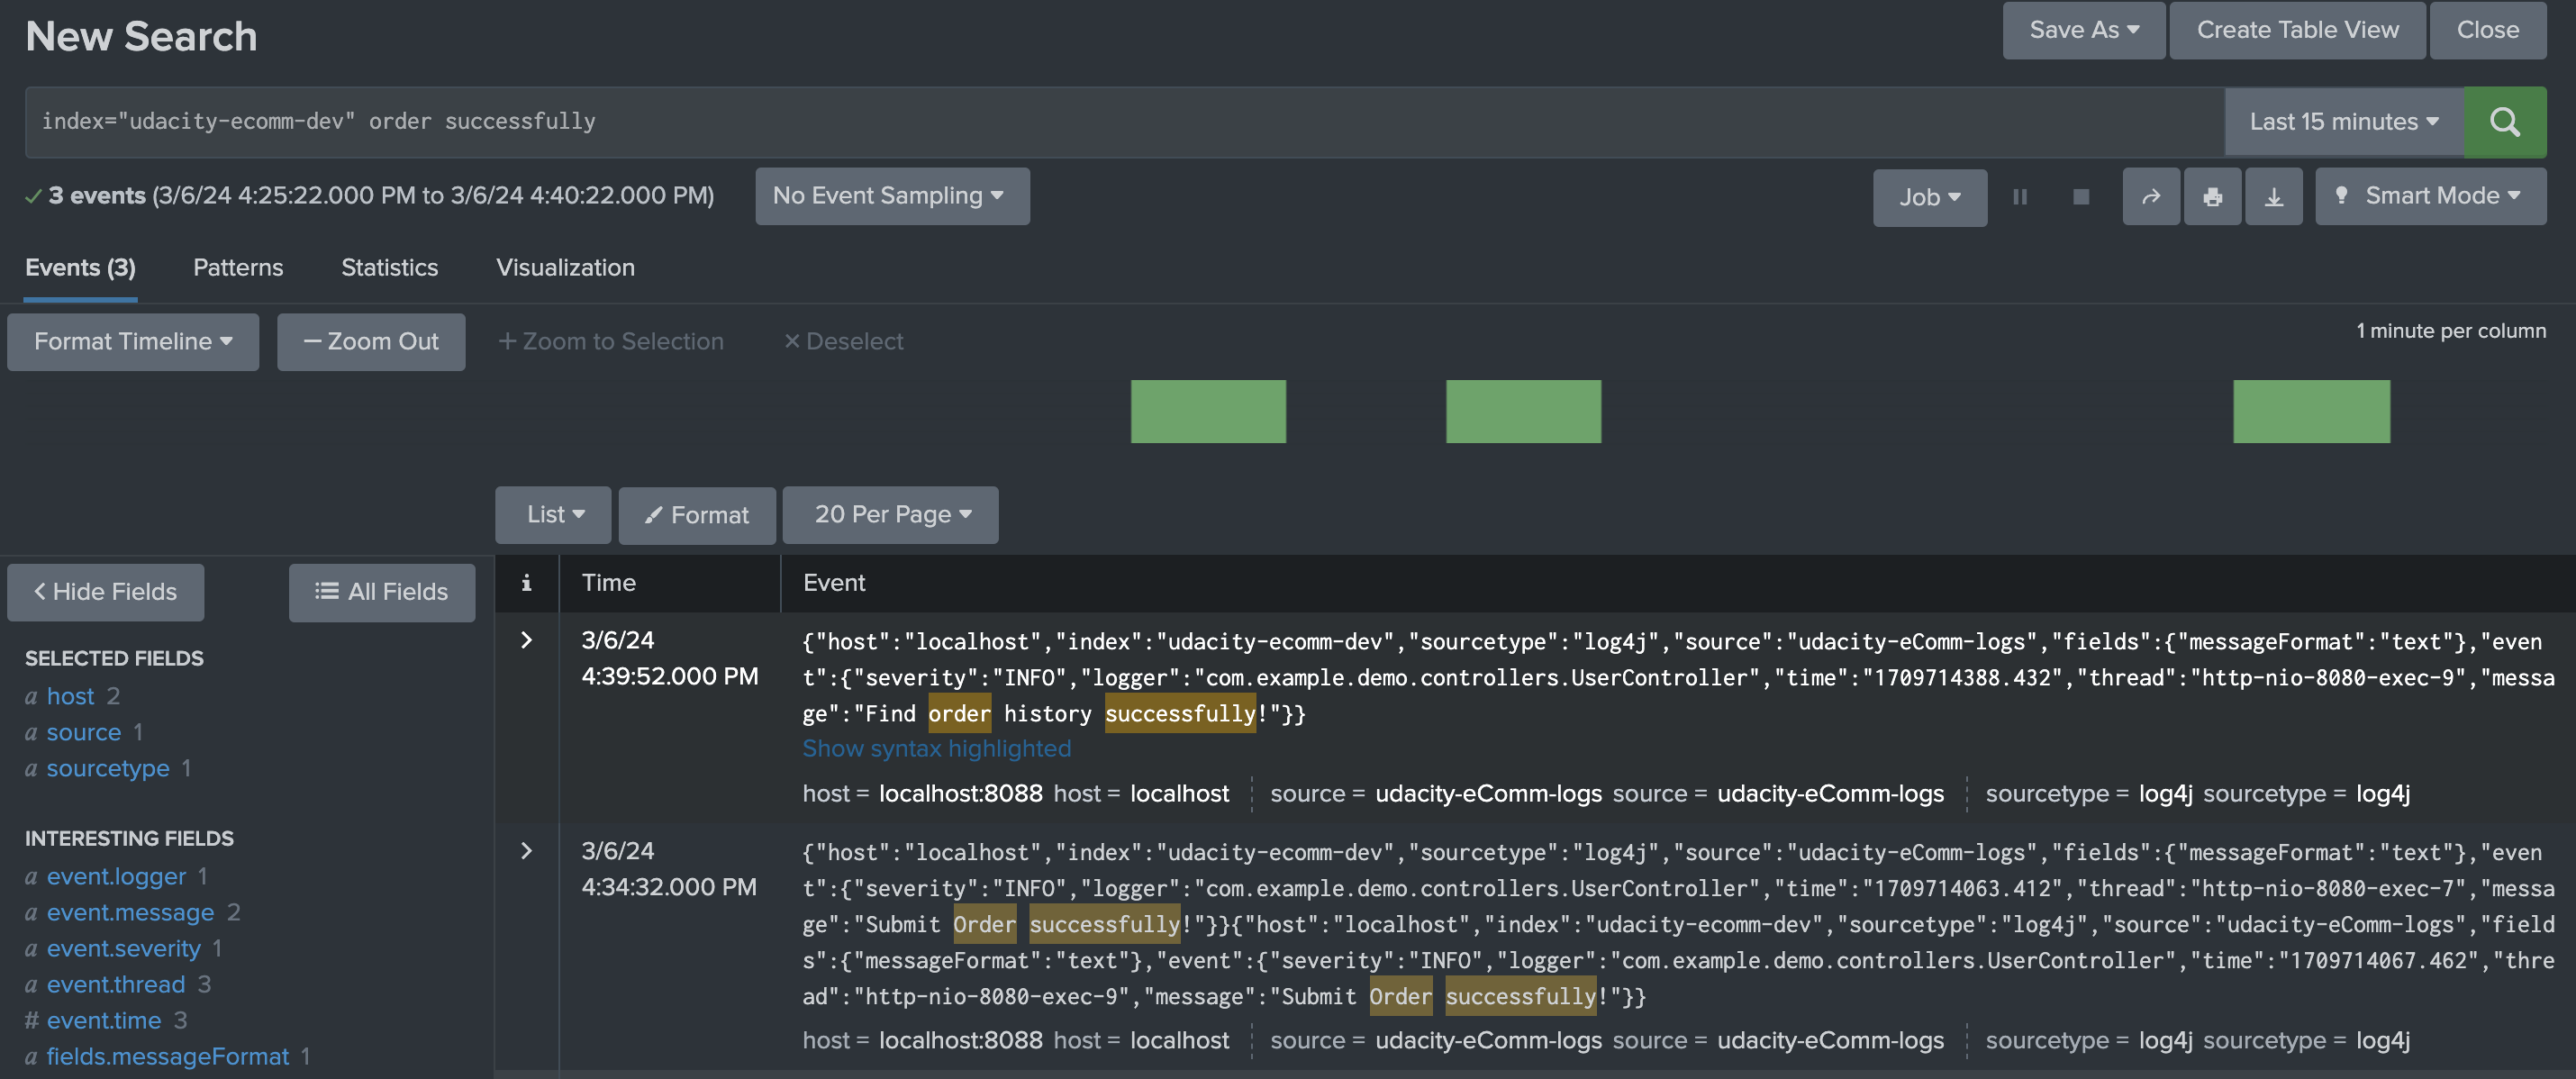 New Search
Save As
Create Table View
Close
index="udacity-ecomm-dev" order successfully
Last 15 minutes
3 events (3/6/24 4:25:22.000 PM to 3/6/24 4:40:22.000 PM)
No Event Sampling
Job
Smart Mode
Events (3)
Patterns
Statistics
Visualization
Format Timeline
— Zoom Out
+ Zoom to Selection
× Deselect
1 minute per column
List
Format
20 Per Page
< Hide Fields
All Fields
i
Time
Event
SELECTED FIELDS
a host 2
a source 1
a sourcetype 1
INTERESTING FIELDS
a event.logger 1
a event.message 2
a event.severity 1
a event.thread 3
# event.time 3
a fields.messageFormat 1
>
3/6/24
4:39:52.000 PM
{"host":"localhost","index":"udacity-ecomm-dev","sourcetype":"log4j","source":"udacity-eComm-logs","fields":{"messageFormat":"text"},"even
t":{"severity":"INFO","logger":"com.example.demo.controllers.UserController","time":"1709714388.432","thread":"http-nio-8080-exec-9","messa
ge":"Find order history successfully!"}}
Show syntax highlighted
host = localhost:8088 host = localhost
source = udacity-eComm-logs source = udacity-eComm-logs
sourcetype = log4j sourcetype = log4j
>
3/6/24
4:34:32.000 PM
{"host":"localhost","index":"udacity-ecomm-dev","sourcetype":"log4j","source":"udacity-eComm-logs","fields":{"messageFormat":"text"},"even
t":{"severity":"INFO","logger":"com.example.demo.controllers.UserController","time":"1709714063.412","thread":"http-nio-8080-exec-7","messa
ge":"Submit Order successfully!"}}{"host":"localhost","index":"udacity-ecomm-dev","sourcetype":"log4j","source":"udacity-eComm-logs","field
s":{"messageFormat":"text"},"event":{"severity":"INFO","logger":"com.example.demo.controllers.UserController","time":"1709714067.462","thre
ad":"http-nio-8080-exec-9","message":"Submit Order successfully!"}}
host = localhost:8088 host = localhost
source = udacity-eComm-logs source = udacity-eComm-logs
sourcetype = log4j sourcetype = log4j